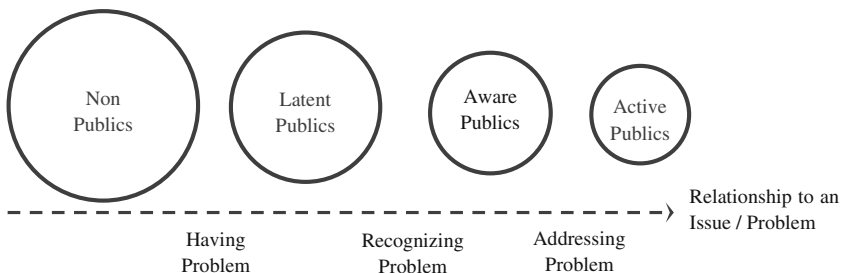 Non
Publics
Latent
Publics
Aware
Publics
Active
Publics
Relationship to an
Issue / Problem
Having
Problem
Recognizing
Problem
Addressing
Problem